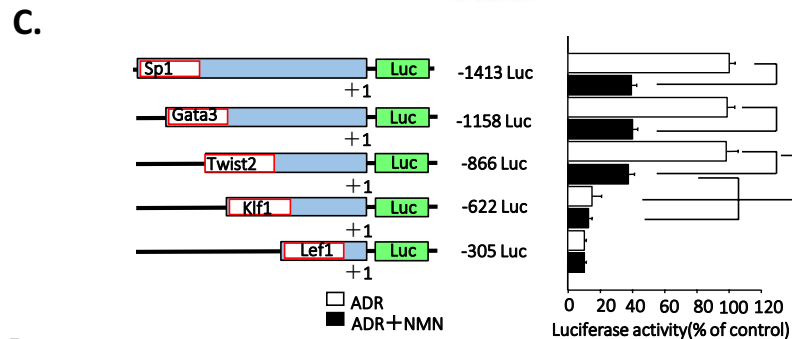 C.
Sp1 Luc -1413 Luc
+1
Gata3 Luc -1158 Luc
+1
Twist2 Luc -866 Luc
+1
Klf1 Luc -622 Luc
+1
Lef1 Luc -305 Luc
+1
ADR
ADR+NMN
0 20 40 60 80 100 120
Luciferase activity(% of control)